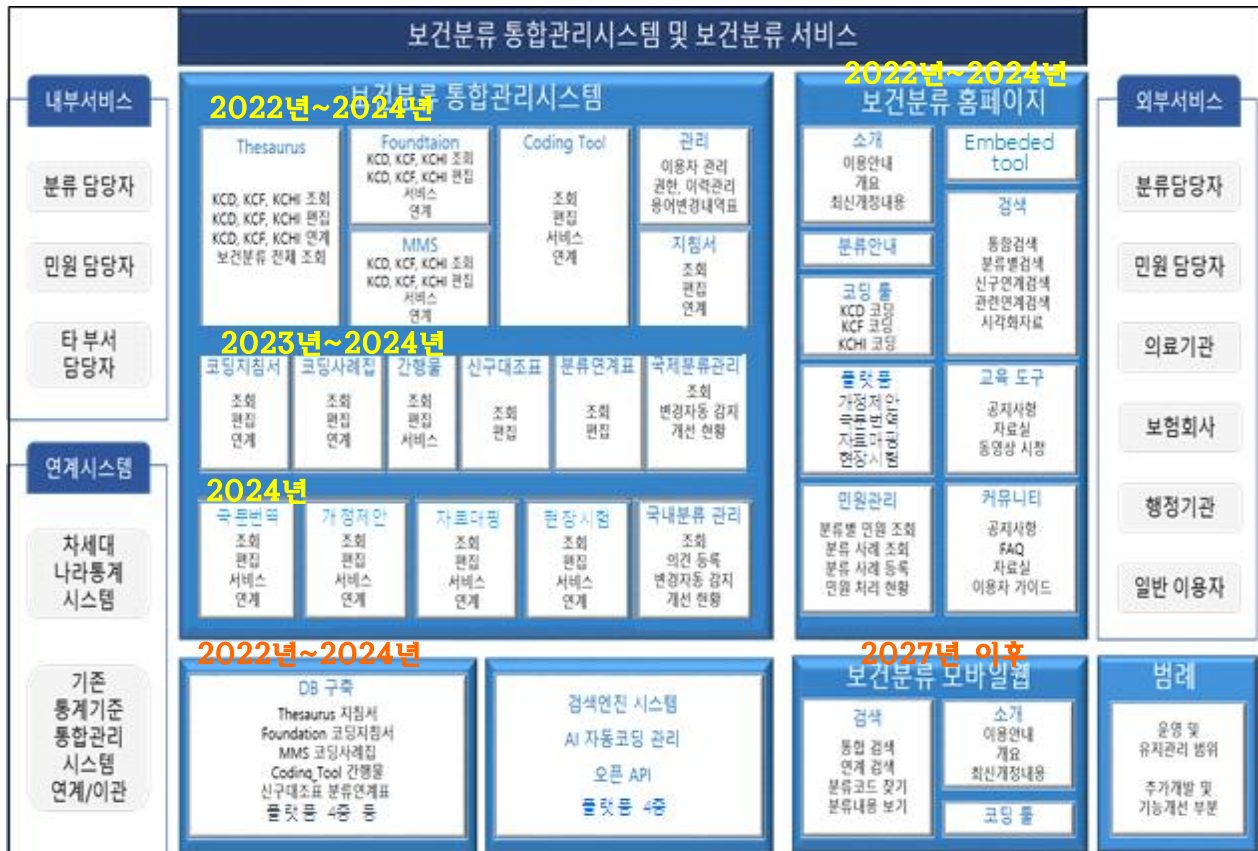 보건분류 통합관리시스템 및 보건분류 서비스
내부서비스
분류 담당자
민원 담당자
타 부서
담당자
연계시스템
차세대
나라통계
시스템
기존
통계기준
통합관리
시스템
연계/이관
보건분류 통합관리시스템
2022년~2024년
Thesaurus
KCD, KCF, KCHI 조회
KCD, KCF, KCHI 편집
KCD, KCF, KCHI 연계
보건분류 전체 조회
Foundtaion
KCD, KCF, KCHI 조회
KCD, KCF, KCHI 편집
서비스
연계
MMS
KCD, KCF, KCHI 조회
KCD, KCF, KCHI 편집
서비스
연계
Coding Tool
조회
편집
서비스
연계
관리
이용자 관리
권한, 이력관리
용어변경내역표
지침서
조회
편집
연계
2023년~2024년
코딩지침서
조회
편집
연계
코딩사례집
조회
편집
연계
간행물
조회
편집
서비스
신구대조표
조회
편집
분류연계표
조회
편집
국제분류관리
조회
변경자동 감지
개선 현황
2024년
국문번역
조회
편집
서비스
연계
개정제안
조회
편집
서비스
연계
자료매핑
조회
편집
서비스
연계
현장시험
조회
편집
서비스
연계
국내분류 관리
조회
의견 등록
변경자동 감지
개선 현황
2022년~2024년
DB 구축
Thesaurus 지침서
Foundation 코딩지침서
MMS 코딩사례집
Coding Tool 간행물
신구대조표 분류연계표
플랫폼 4종 등
검색엔진 시스템
AI 자동코딩 관리
오픈 API
플랫폼 4종
2022년~2024년
보건분류 홈페이지
소개
이용안내
개요
최신개정내용
분류안내
코딩 툴
KCD 코딩
KCF 코딩
KCHI 코딩
플랫폼
개정제안
국문번역
자료매핑
현장시험
민원관리
분류별 민원 조회
분류 사례 조회
분류 사례 등록
민원 처리 현황
Embeded
tool
검색
통합검색
분류별검색
신구연계검색
관련연계검색
시각화자료
교육 도구
공지사항
자료실
동영상 시청
커뮤니티
공지사항
FAQ
자료실
이용자 가이드
2027년 이후
보건분류 모바일웹
검색
통합 검색
연계 검색
분류코드 찾기
분류내용 보기
소개
이용안내
개요
최신개정내용
코딩 툴
외부서비스
분류담당자
민원 담당자
의료기관
보험회사
행정기관
일반 이용자
범례
운영 및
유지관리 범위
추가개발 및
기능개선 부분